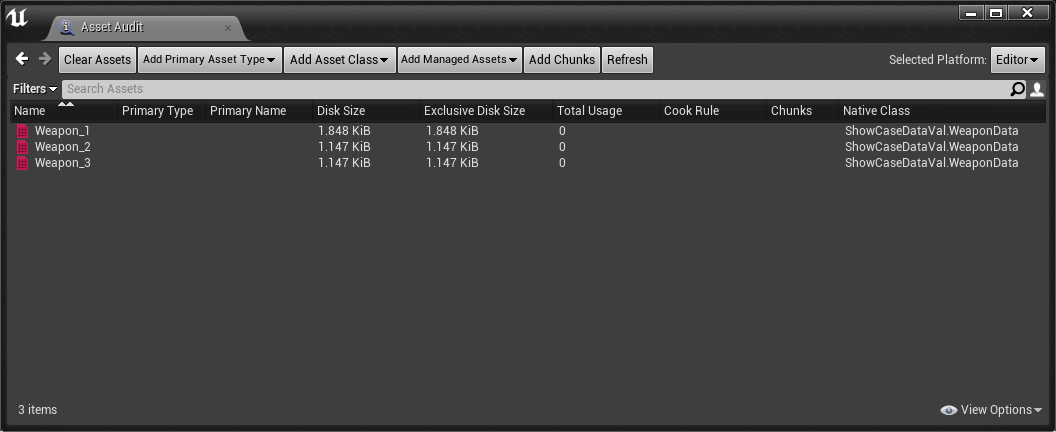 Asset Audit
Clear Assets Add Primary Asset Type Add Asset Class Add Managed Assets Add Chunks Refresh Selected Platform: Editor
Filters Search Assets
Name Primary Type Primary Name Disk Size Exclusive Disk Size Total Usage Cook Rule Chunks Native Class
Weapon_1 1.848 KiB 1.848 KiB 0 ShowCaseDataVal.WeaponData
Weapon_2 1.147 KiB 1.147 KiB 0 ShowCaseDataVal.WeaponData
Weapon_3 1.147 KiB 1.147 KiB 0 ShowCaseDataVal.WeaponData
3 items View Options